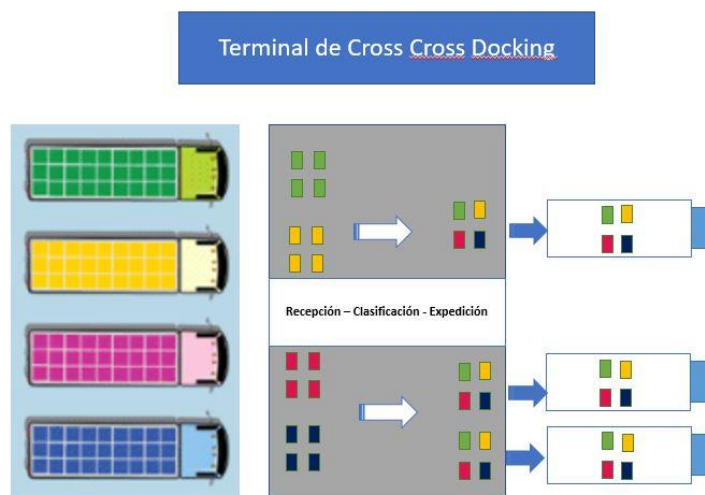 Terminal de Cross Cross Docking
Recepción – Clasificación - Expedición